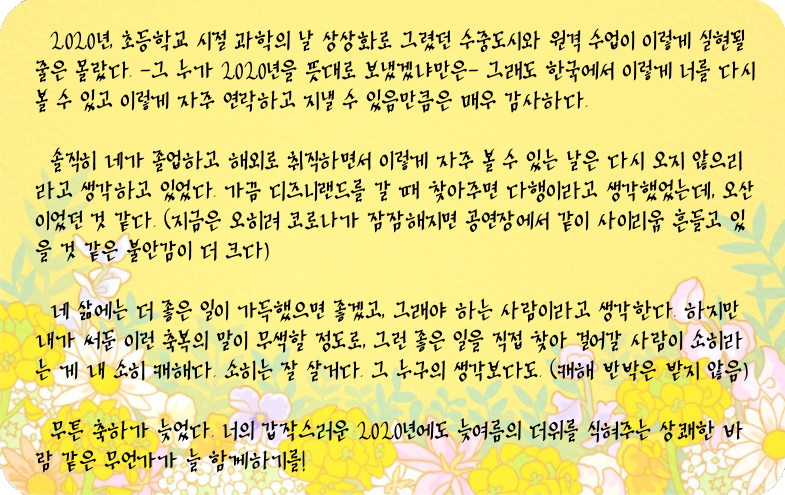 2020년, 초등학교 시절 과학의 날 상상화로 그렸던 수중도시와 원격 수업이 이렇게 실현될
줄은 몰랐다. -그 누가 2020년을 뜻대로 보냈겠냐만은- 그래도 한국에서 이렇게 너를 다시
볼 수 있고 이렇게 자주 연락하고 지낼 수 있음만큼은 매우 감사하다.
솔직히 네가 졸업하고 해외로 취직하면서 이렇게 자주 볼 수 있는 날은 다시 오지 않으리
라고 생각하고 있었다. 가끔 디즈니랜드를 갈 때 찾아주면 다행이라고 생각했었는데, 오산
이었던 것 같다. (지금은 오히려 코로나가 잠잠해지면 공연장에서 같이 사이리움 흔들고 있
을 것 같은 불안감이 더 크다)
네 삶에는 더 좋은 일이 가득했으면 좋겠고, 그래야 하는 사람이라고 생각한다. 하지만
내가 서툰 이런 축복의 말이 무색할 정도로, 그런 좋은 일을 직접 찾아 걸어갈 사람이 소히라
는 게 내 소히 캐해다. 소히는 잘 살거다. 그 누구의 생각보다도. (캐해 반박은 받지 않음)
무튼 축하가 늦었다. 너의 갑작스러운 2020년에도 늦여름의 더위를 식혀주는 상쾌한 바
람 같은 무언가가 늘 함께하기를!